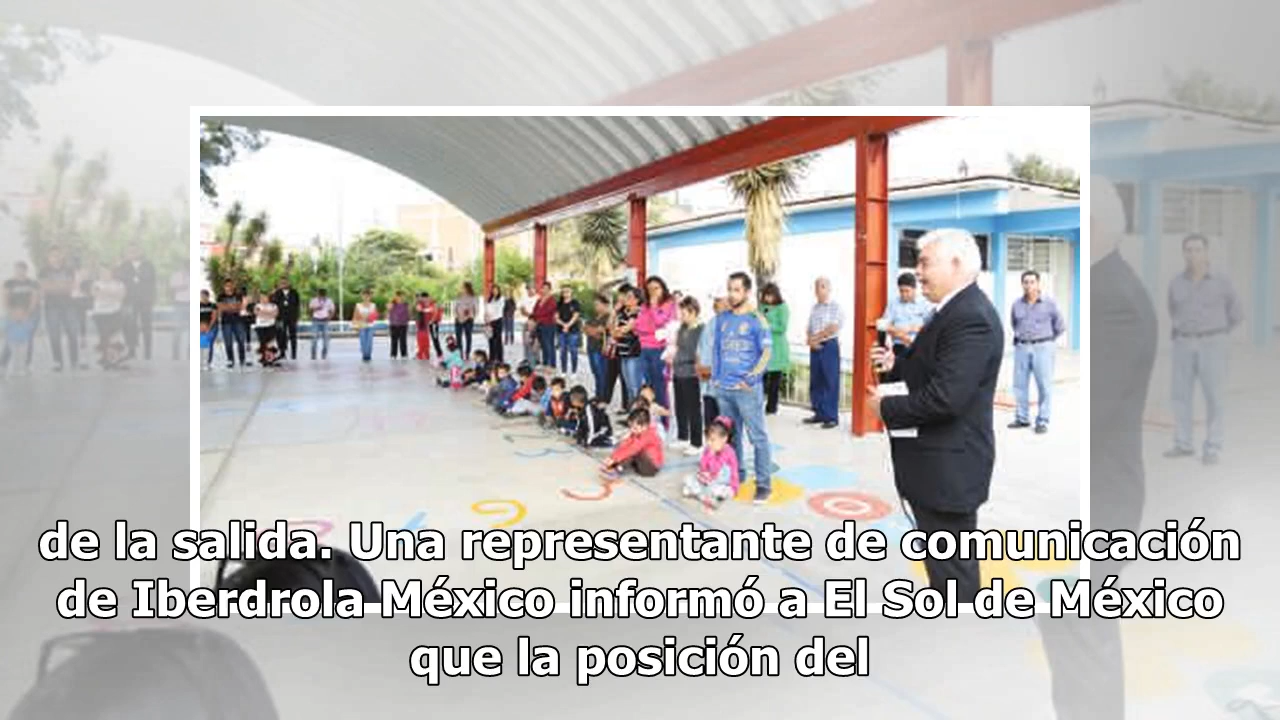 de la salida. Una representante de comunicación
de Iberdrola México informó a El Sol de México
que la posición del